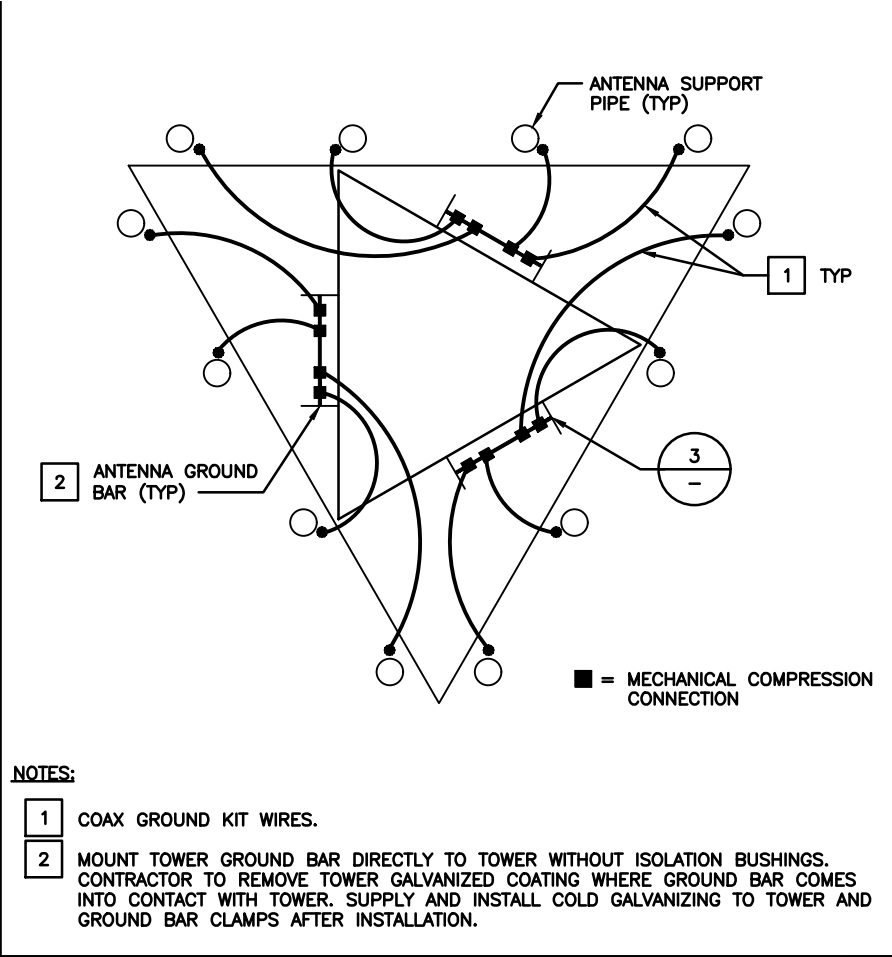 ANTENNA SUPPORT
PIPE (TYP)
1 TYP
3
–
2 ANTENNA GROUND
BAR (TYP)
= MECHANICAL COMPRESSION
CONNECTION
NOTES:
1 COAX GROUND KIT WIRES.
2 MOUNT TOWER GROUND BAR DIRECTLY TO TOWER WITHOUT ISOLATION BUSHINGS.
CONTRACTOR TO REMOVE TOWER GALVANIZED COATING WHERE GROUND BAR COMES
INTO CONTACT WITH TOWER. SUPPLY AND INSTALL COLD GALVANIZING TO TOWER AND
GROUND BAR CLAMPS AFTER INSTALLATION.